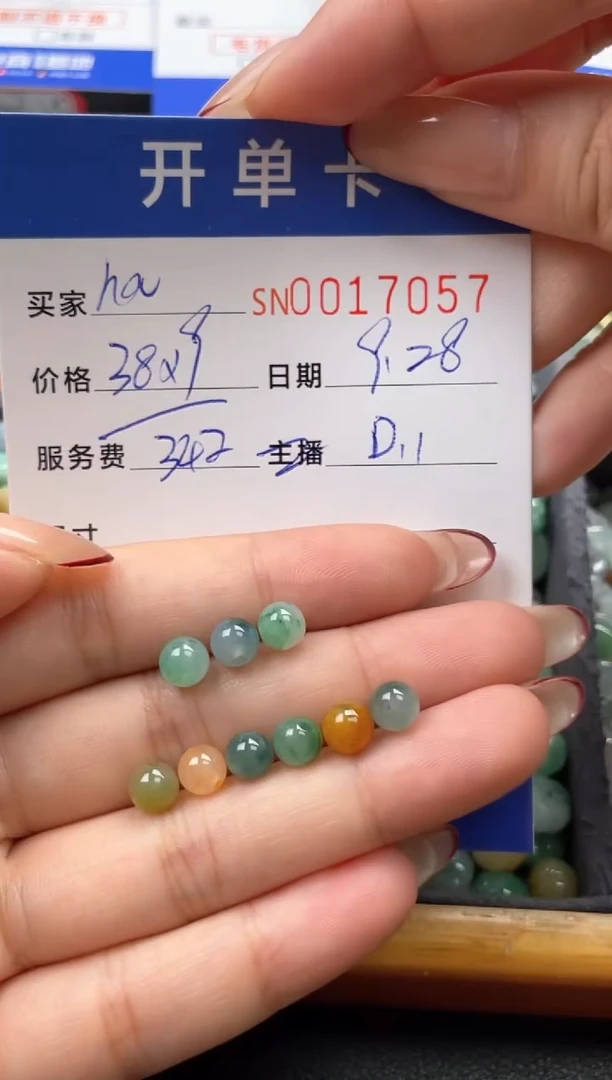 开单卡
买家 ha SN0017057
价格 38x9 日期 9.28
服务费 342 主播 D11
寸